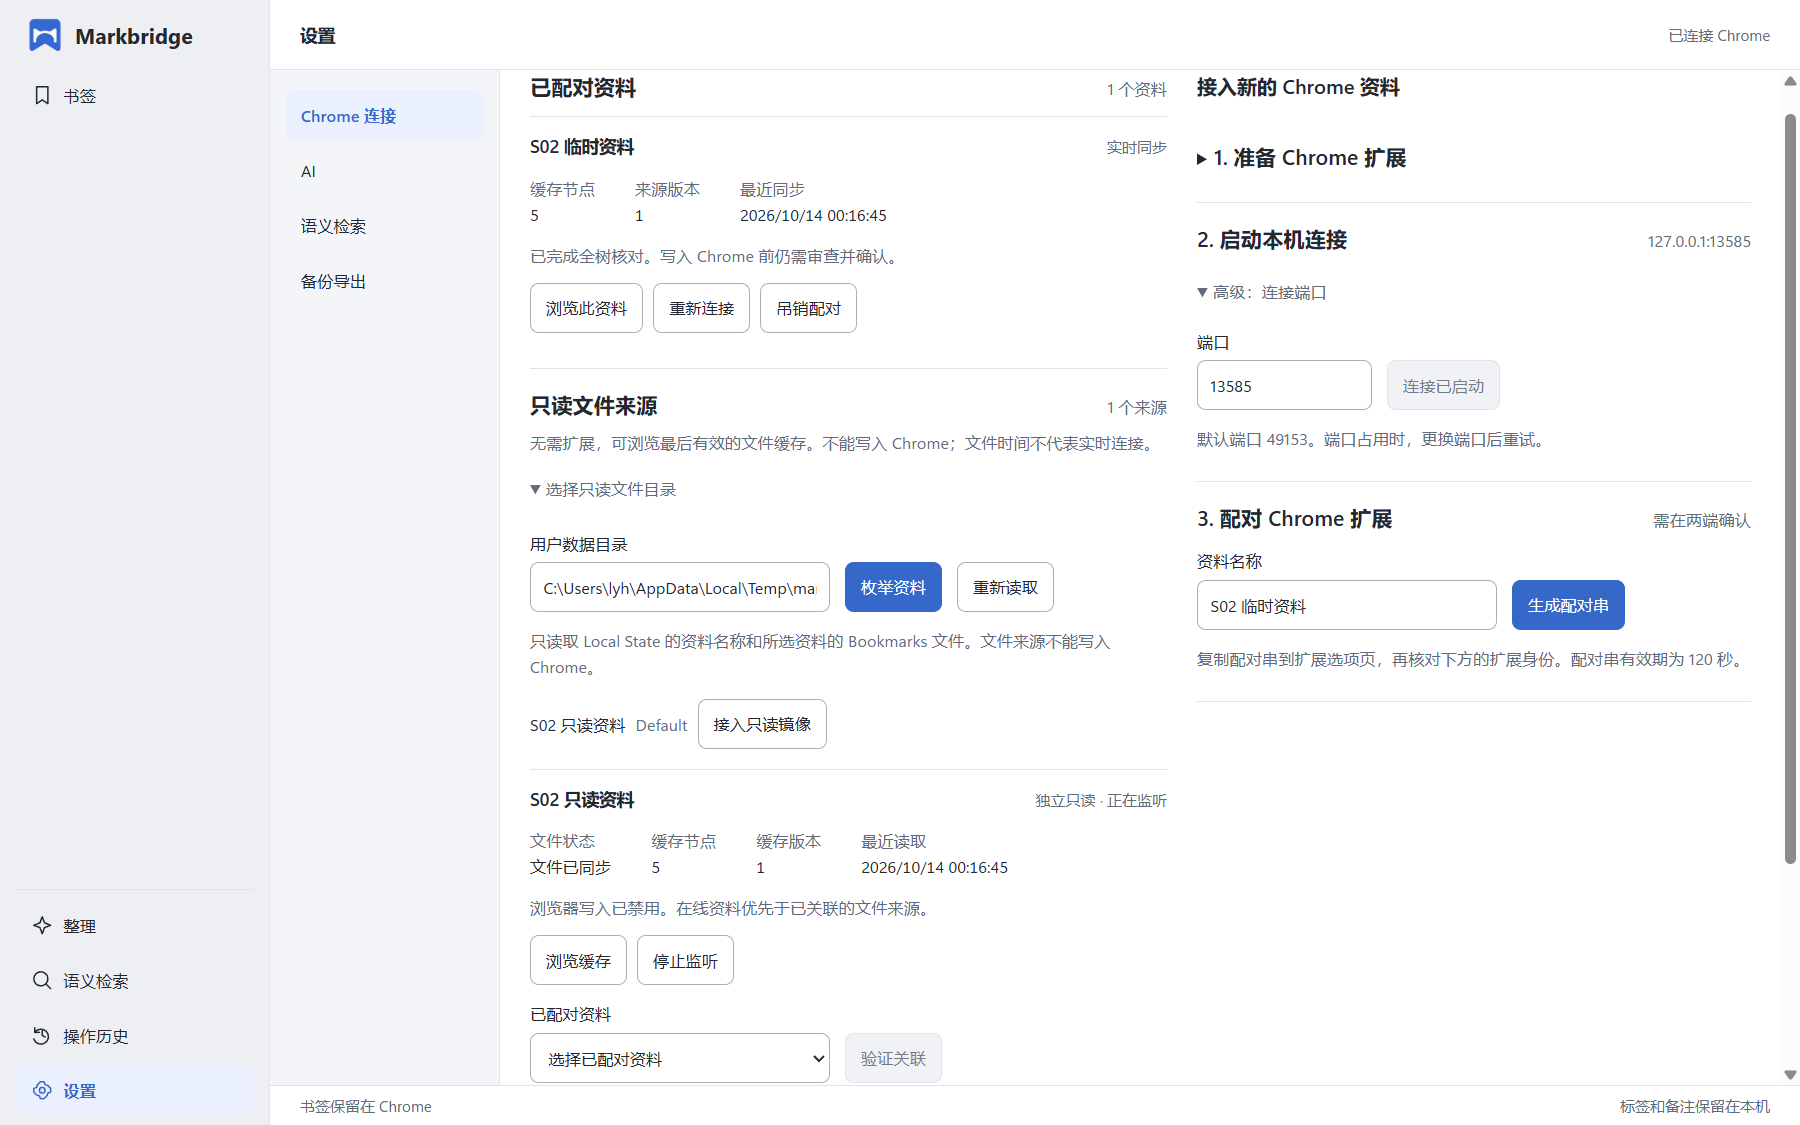 Markbridge
书签
整理
语义检索
操作历史
设置
设置
已连接 Chrome
Chrome 连接
AI
语义检索
备份导出
已配对资料
1 个资料
S02 临时资料
实时同步
缓存节点 来源版本 最近同步
5 1 2026/10/14 00:16:45
已完成全树核对。写入 Chrome 前仍需审查并确认。
浏览此资料 重新连接 吊销配对
只读文件来源
1 个来源
无需扩展，可浏览最后有效的文件缓存。不能写入 Chrome；文件时间不代表实时连接。
选择只读文件目录
用户数据目录
C:\Users\lyh\AppData\Local\Temp\mar
枚举资料 重新读取
只读取 Local State 的资料名称和所选资料的 Bookmarks 文件。文件来源不能写入
Chrome。
S02 只读资料 Default 接入只读镜像
S02 只读资料
独立只读 · 正在监听
文件状态 缓存节点 缓存版本 最近读取
文件已同步 5 1 2026/10/14 00:16:45
浏览器写入已禁用。在线资料优先于已关联的文件来源。
浏览缓存 停止监听
已配对资料
选择已配对资料 验证关联
接入新的 Chrome 资料
1. 准备 Chrome 扩展
2. 启动本机连接
127.0.0.1:13585
高级：连接端口
端口
13585 连接已启动
默认端口 49153。端口占用时，更换端口后重试。
3. 配对 Chrome 扩展
需在两端确认
资料名称
S02 临时资料 生成配对串
复制配对串到扩展选项页，再核对下方的扩展身份。配对串有效期为 120 秒。
书签保留在 Chrome
标签和备注保留在本机